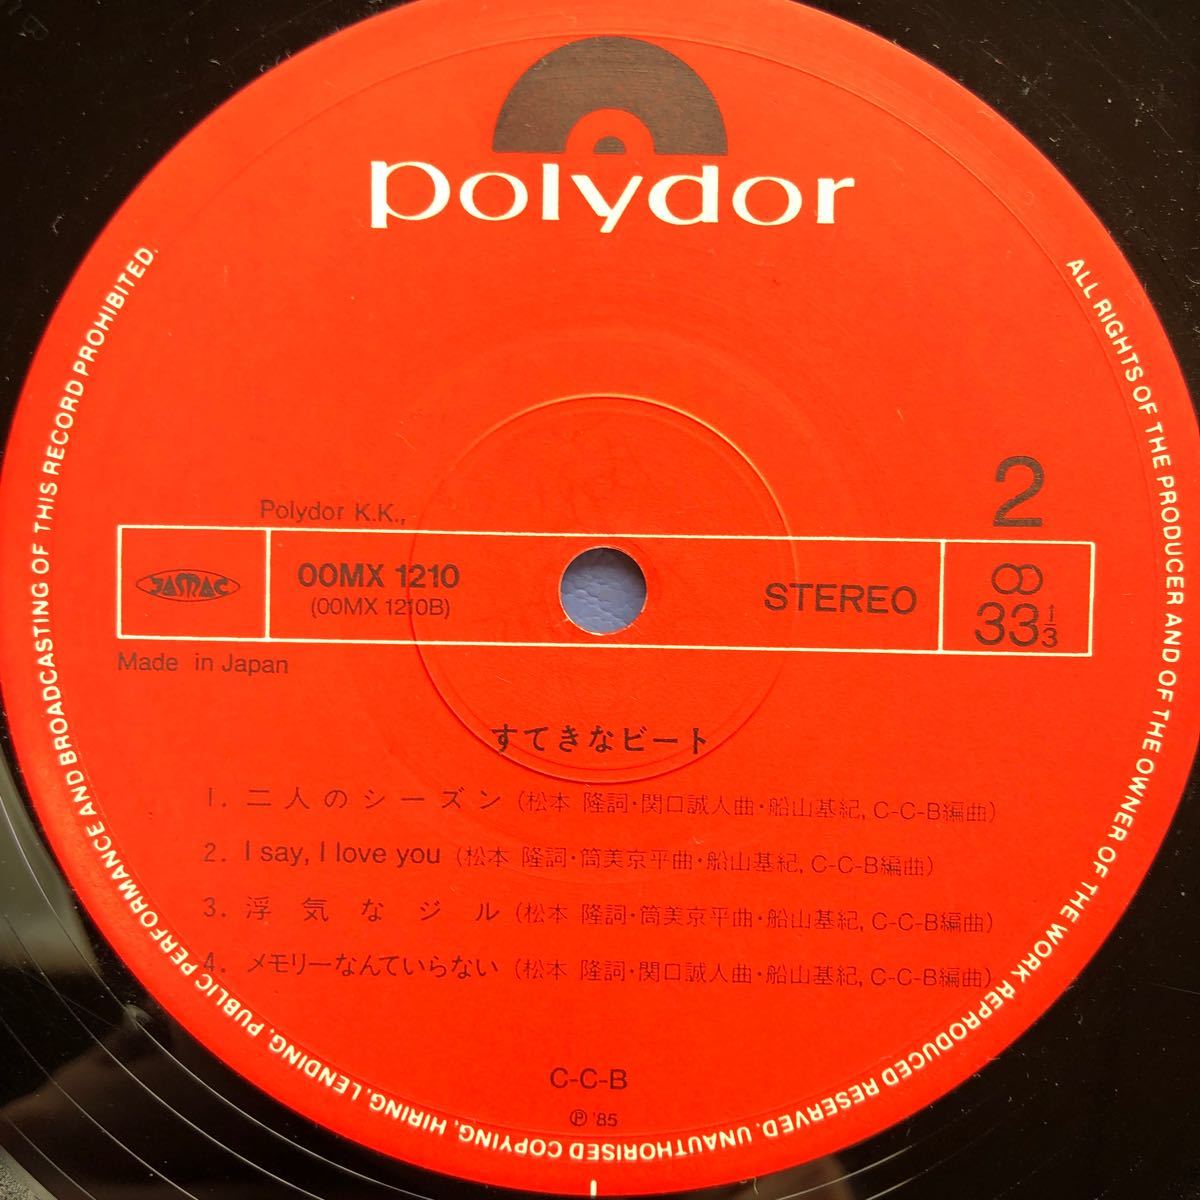 polydor
ALL RIGHTS OF THE PRODUCER AND OF THE OWNER OF THE WORK REPRODUCED RESERVED. UNAUTHORISED COPYING, HIRING, LENDING, PUBLIC PERFORMANCE AND BROADCASTING OF THIS RECORD PROHIBITED.
2
Polydor K.K.,
JASRAC
00MX 1210
(00MX 1210B)
STEREO
33 1/3
Made in Japan
すてきなビート
1. 二人のシーズン (松本 隆詞・関口誠人曲・船山基紀, C-C-B編曲)
2. I say, I love you (松本 隆詞・筒美京平曲・船山基紀, C-C-B編曲)
3. 浮気なジル (松本 隆詞・筒美京平曲・船山基紀, C-C-B編曲)
4. メモリーなんていらない (松本 隆詞・関口誠人曲・船山基紀, C-C-B編曲)
C-C-B
℗ '85